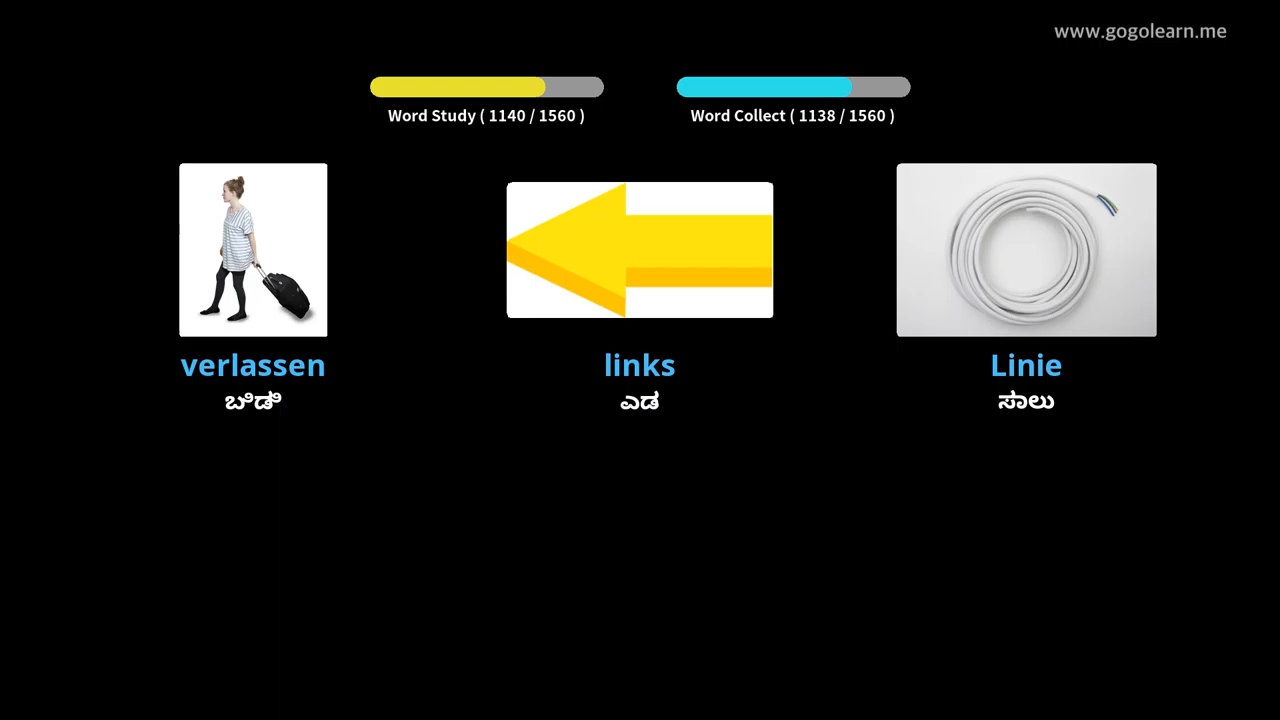 www.gogolearn.me
Word Study ( 1140 / 1560 )
Word Collect ( 1138 / 1560 )
verlassen
ಬಿಡಿ
links
ಎಡ
Linie
ಸಾಲು